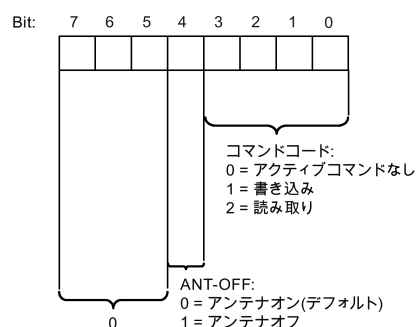 Bit: 7 6 5 4 3 2 1 0
コマンドコード:
0 = アクティブコマンドなし
1 = 書き込み
2 = 読み取り
ANT-OFF:
0 = アンテナオン(デフォルト)
1 = アンテナオフ
0